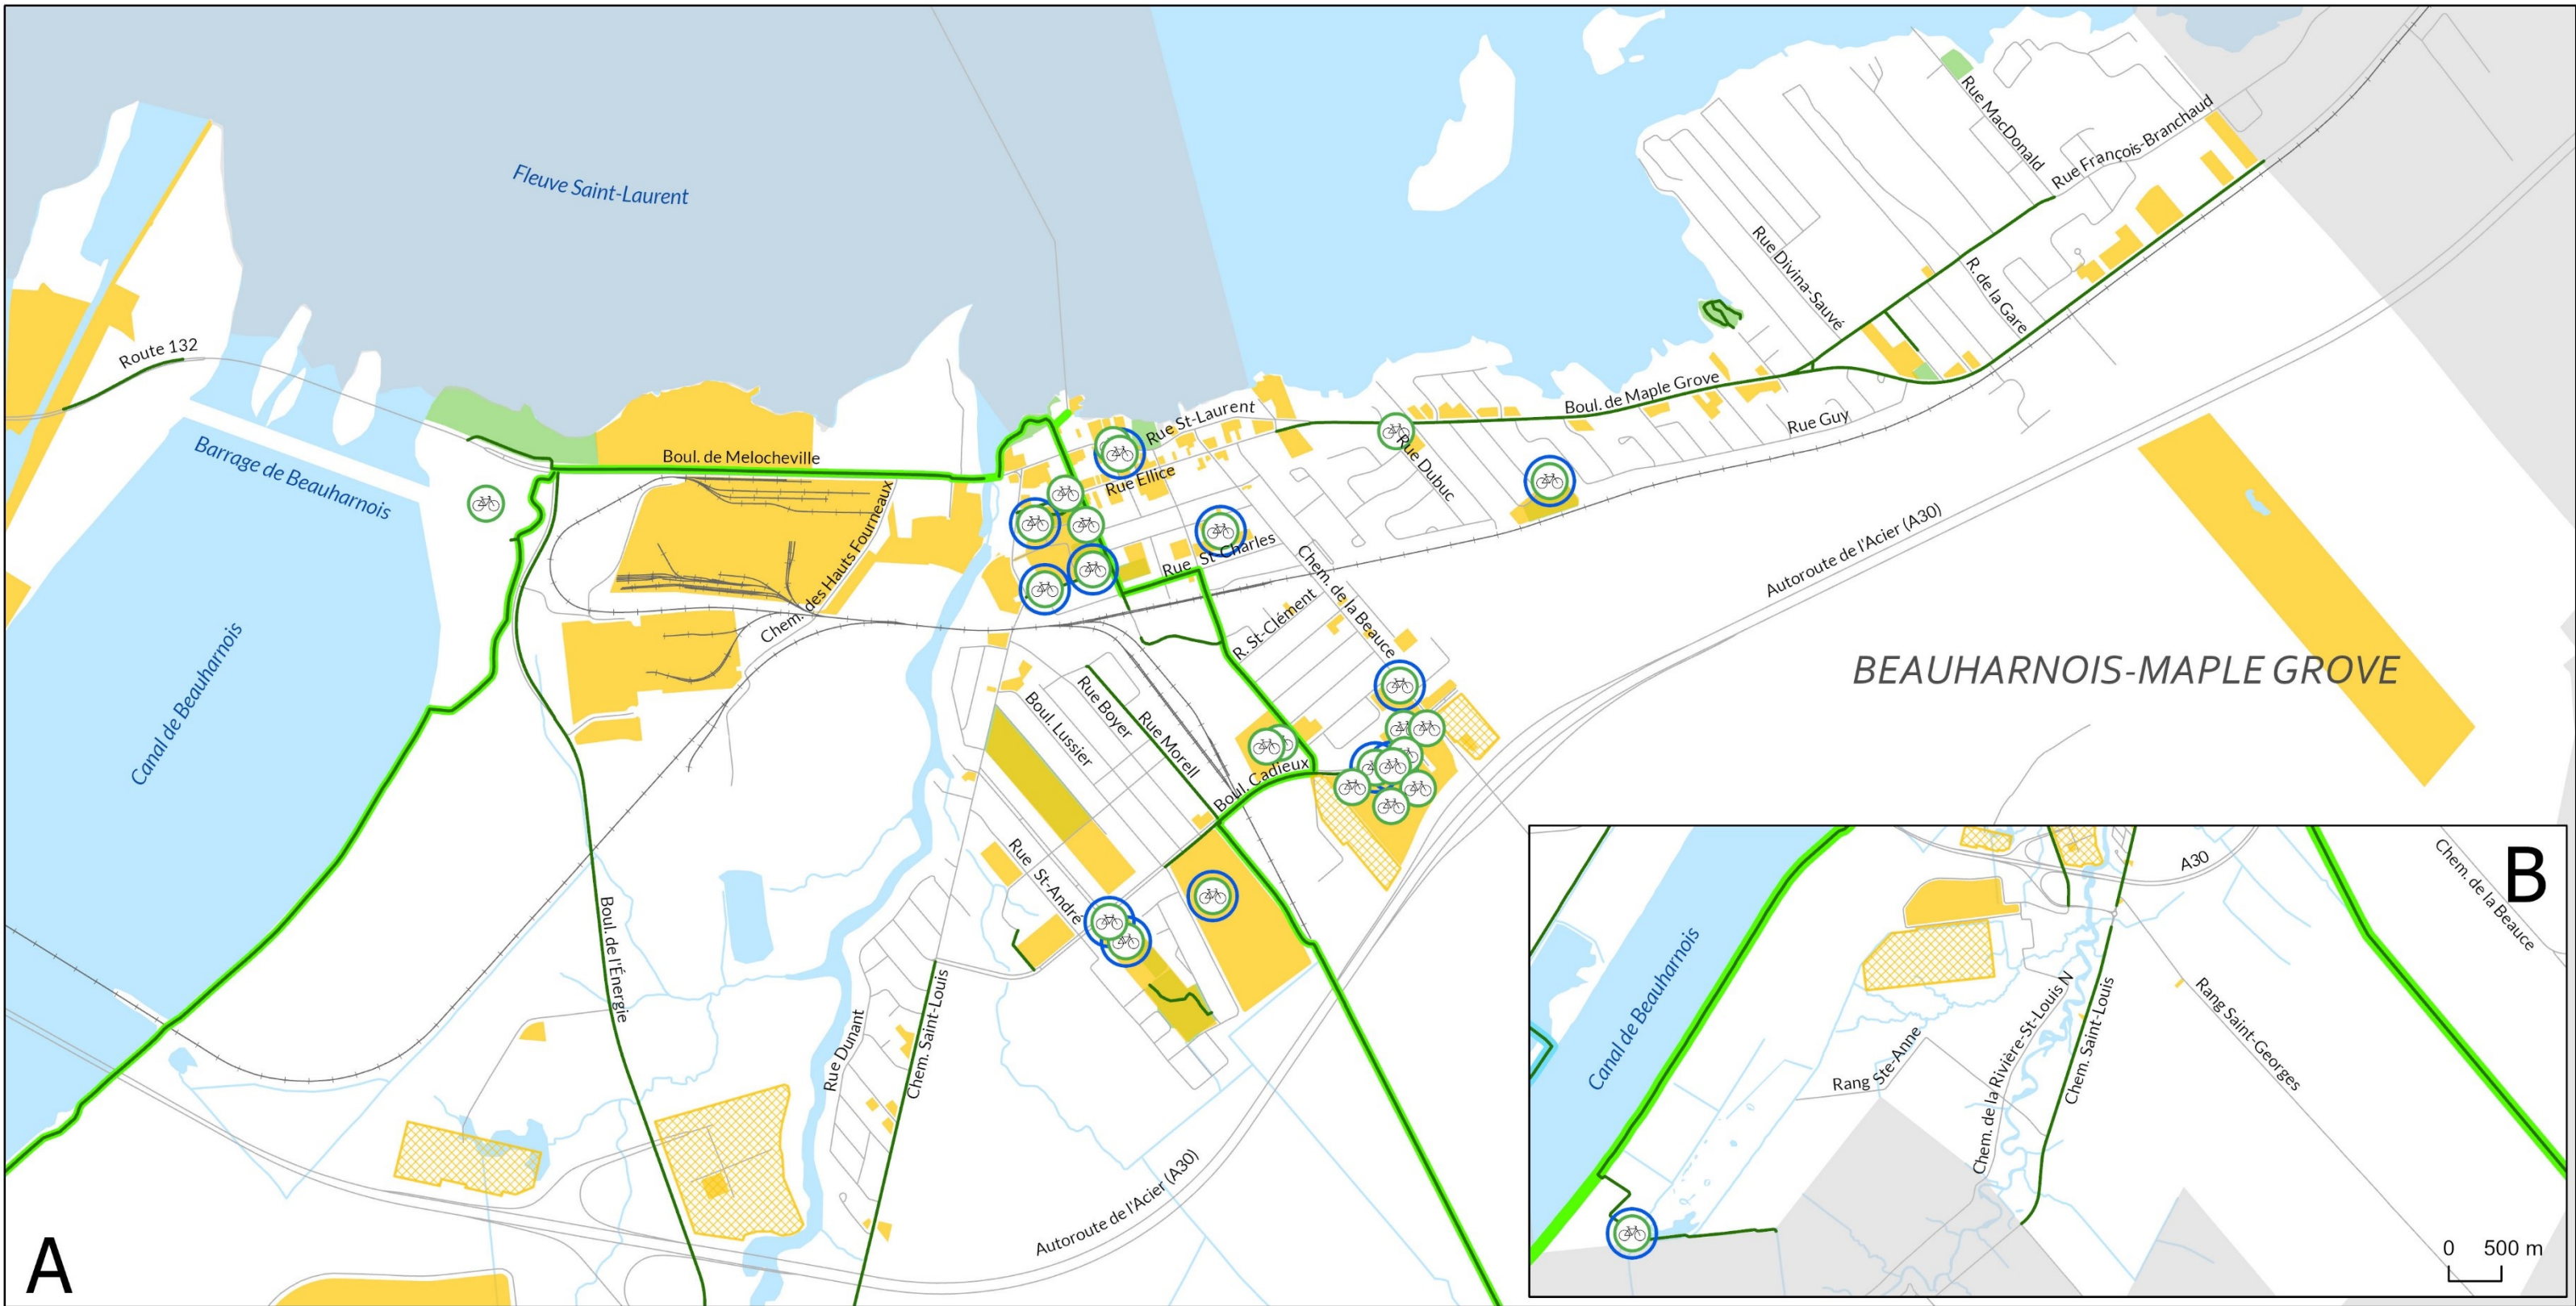 Rue MacDonald
Rue François-Branchaud
Fleuve Saint-Laurent
Rue Divina-Sauvé
R. de la Gare
Route 132
Boul. de Maple Grove
Rue St-Laurent
Rue Guy
Barrage de Beauharnois
Boul. de Melocheville
Rue Ellice
Rue Dubuc
Chem. des Hauts Fourneaux
Rue St-Charles
Chem. de la Beauce
Autoroute de l'Acier (A30)
R. St-Clément
Canal de Beauharnois
BEAUHARNOIS-MAPLE GROVE
Boul. Lussier
Rue Boyer
Rue Morell
Boul. Cadieux
Rue St-André
Boul. de l'Énergie
Rue Dunant
Chem. Saint-Louis
Autoroute de l'Acier (A30)
A
A30
Chem. de la Beauce
B
Canal de Beauharnois
Rang Ste-Anne
Chem. de la Rivière-St-Louis N
Chem. Saint-Louis
Rang Saint-Georges
0 500 m